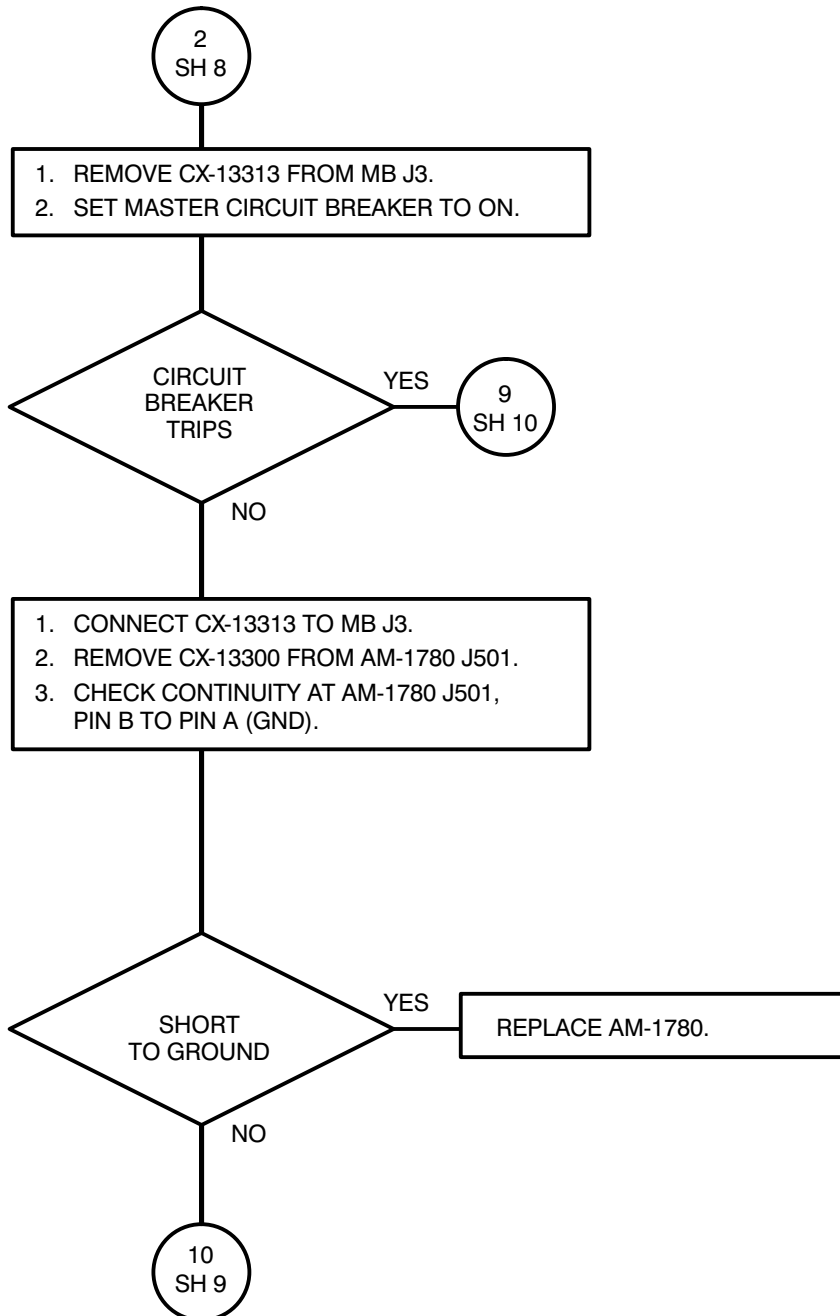 2
SH 8
1. REMOVE CX-13313 FROM MB J3.
2. SET MASTER CIRCUIT BREAKER TO ON.
CIRCUIT
BREAKER
TRIPS
YES
9
SH 10
NO
1. CONNECT CX-13313 TO MB J3.
2. REMOVE CX-13300 FROM AM-1780 J501.
3. CHECK CONTINUITY AT AM-1780 J501,
PIN B TO PIN A (GND).
SHORT
TO GROUND
YES
REPLACE AM-1780.
NO
10
SH 9